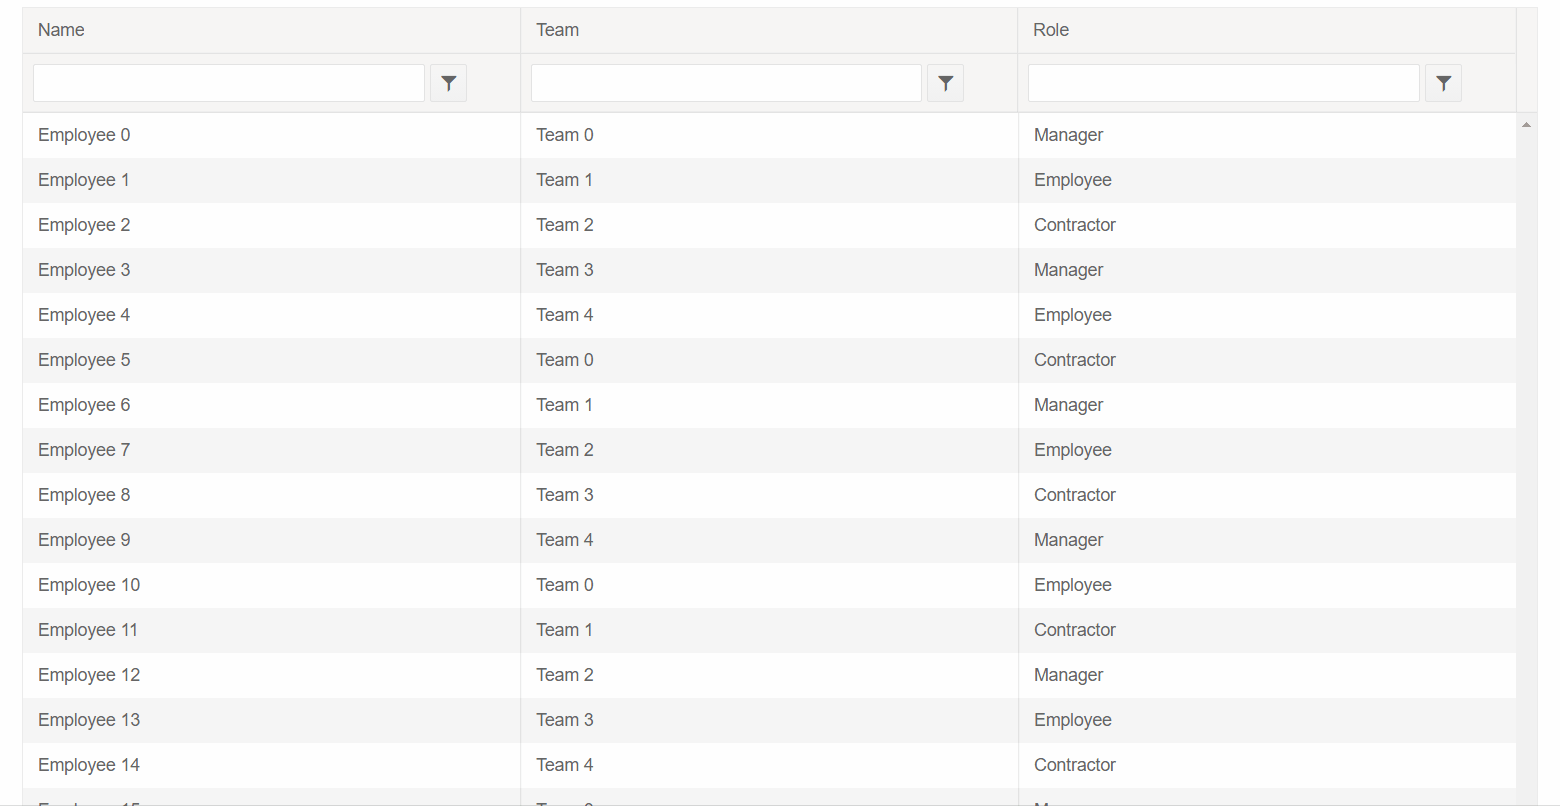 Name Team Role
Employee 0 Team 0 Manager
Employee 1 Team 1 Employee
Employee 2 Team 2 Contractor
Employee 3 Team 3 Manager
Employee 4 Team 4 Employee
Employee 5 Team 0 Contractor
Employee 6 Team 1 Manager
Employee 7 Team 2 Employee
Employee 8 Team 3 Contractor
Employee 9 Team 4 Manager
Employee 10 Team 0 Employee
Employee 11 Team 1 Contractor
Employee 12 Team 2 Manager
Employee 13 Team 3 Employee
Employee 14 Team 4 Contractor